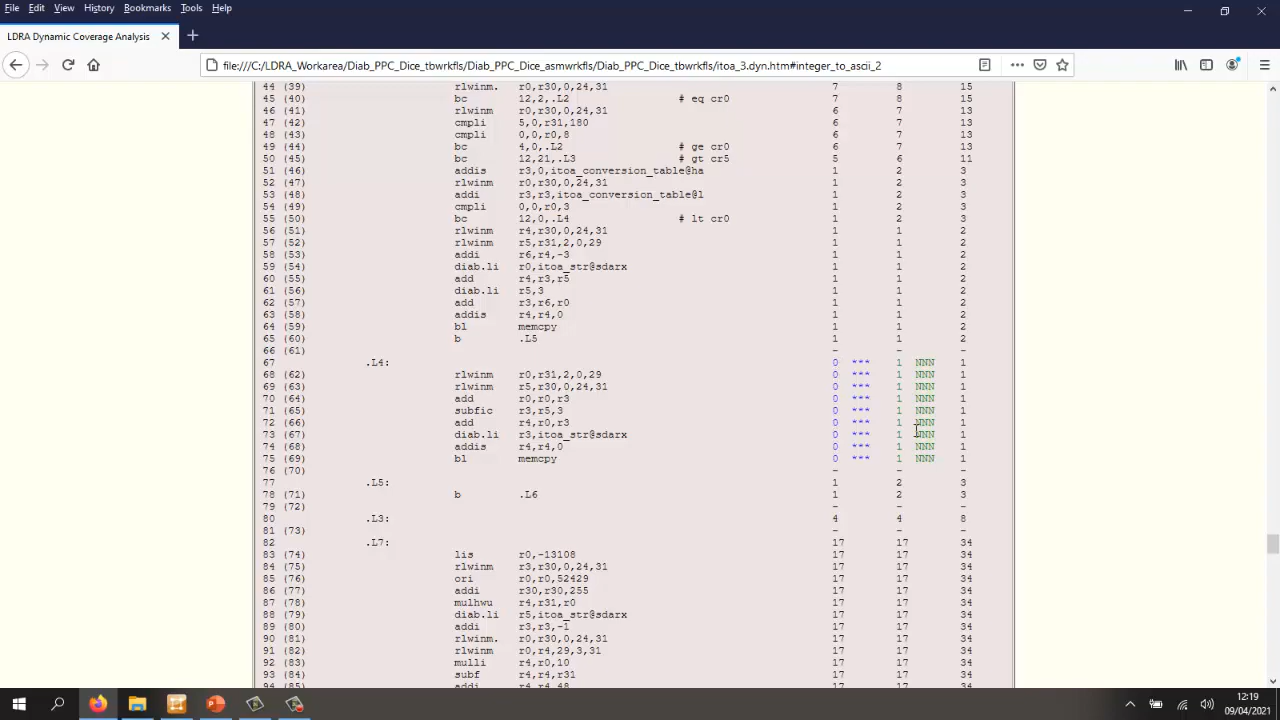 File Edit View History Bookmarks Tools Help
LDRA Dynamic Coverage Analysis
file:///C:/LDRA_Workarea/Diab_PPC_Dice_tbwrkfls/Diab_PPC_Dice_asmwrkfls/Diab_PPC_Dice_tbwrkfls/itoa_3.dyn.htm#integer_to_ascii_2
44 (39) rlwinm. r0,r30,0,24,31 7 8 15
45 (40) bc 12,2,.L2 # eq cr0 7 8 15
46 (41) rlwinm r0,r30,0,24,31 6 7 13
47 (42) cmpli 5,0,r31,180 6 7 13
48 (43) cmpli 0,0,r0,8 6 7 13
49 (44) bc 4,0,.L2 # ge cr0 6 7 13
50 (45) bc 12,21,.L3 # gt cr5 5 6 11
51 (46) addis r3,0,itoa_conversion_table@ha 1 2 3
52 (47) rlwinm r0,r30,0,24,31 1 2 3
53 (48) addi r3,r3,itoa_conversion_table@l 1 2 3
54 (49) cmpli 0,0,r0,3 1 2 3
55 (50) bc 12,0,.L4 # lt cr0 1 2 3
56 (51) rlwinm r4,r30,0,24,31 1 1 2
57 (52) rlwinm r5,r31,2,0,29 1 1 2
58 (53) addi r6,r4,-3 1 1 2
59 (54) diab.li r0,itoa_str@sdarx 1 1 2
60 (55) add r4,r3,r5 1 1 2
61 (56) diab.li r5,3 1 1 2
62 (57) add r3,r6,r0 1 1 2
63 (58) addis r4,r4,0 1 1 2
64 (59) bl memcpy 1 1 2
65 (60) b .L5 1 1 2
66 (61) - - -
67 .L4: 0 *** 1 NNN 1
68 (62) rlwinm r0,r31,2,0,29 0 *** 1 NNN 1
69 (63) rlwinm r5,r30,0,24,31 0 *** 1 NNN 1
70 (64) add r0,r0,r3 0 *** 1 NNN 1
71 (65) subfic r3,r5,3 0 *** 1 NNN 1
72 (66) add r4,r0,r3 0 *** 1 NNN 1
73 (67) diab.li r3,itoa_str@sdarx 0 *** 1 NNN 1
74 (68) addis r4,r4,0 0 *** 1 NNN 1
75 (69) bl memcpy 0 *** 1 NNN 1
76 (70) - - -
77 .L5: 1 2 3
78 (71) b .L6 1 2 3
79 (72) - - -
80 .L3: 4 4 8
81 (73) - - -
82 .L7: 17 17 34
83 (74) lis r0,-13108 17 17 34
84 (75) rlwinm r3,r30,0,24,31 17 17 34
85 (76) ori r0,r0,52429 17 17 34
86 (77) addi r30,r30,255 17 17 34
87 (78) mulhwu r4,r31,r0 17 17 34
88 (79) diab.li r5,itoa_str@sdarx 17 17 34
89 (80) addi r3,r3,-1 17 17 34
90 (81) rlwinm. r0,r30,0,24,31 17 17 34
91 (82) rlwinm r0,r4,29,3,31 17 17 34
92 (83) mulli r4,r0,10 17 17 34
93 (84) subf r4,r4,r31 17 17 34
94 (85) addi r4,r4,48 17 17 34
12:19
09/04/2021